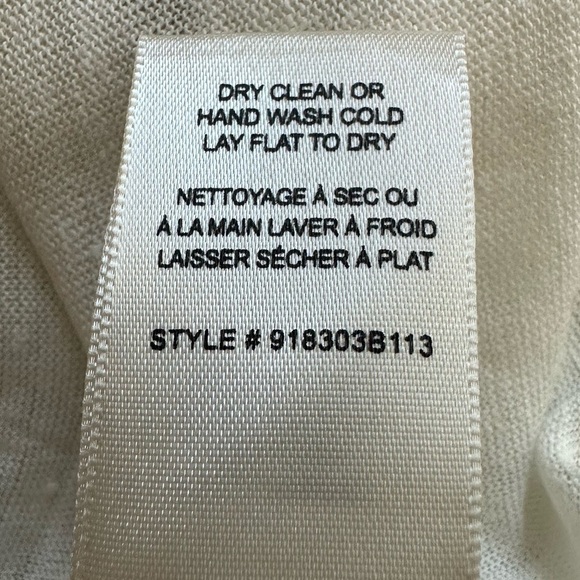 DRY CLEAN OR
HAND WASH COLD
LAY FLAT TO DRY
NETTOYAGE À SEC OU
À LA MAIN LAVER À FROID
LAISSER SÉCHER À PLAT
STYLE # 918303B113